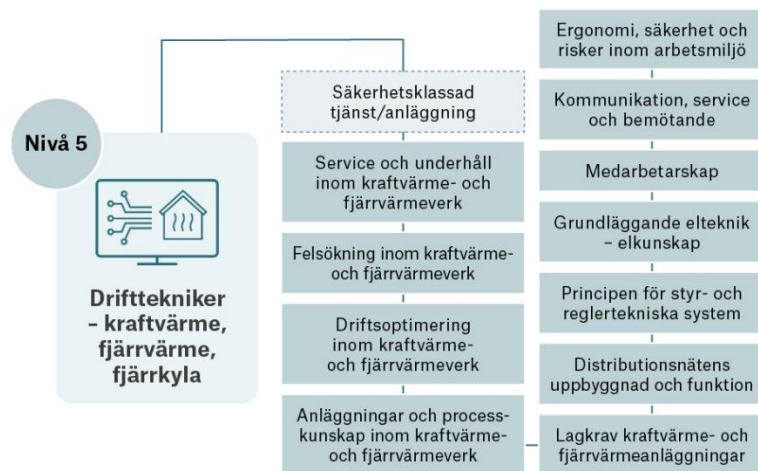 Nivå 5
Drifttekniker
– kraftvärme,
fjärrvärme,
fjärrkyla
Säkerhetsklassad
tjänst/anläggning
Service och underhåll
inom kraftvärme- och
fjärrvärmeverk
Felsökning inom kraftvärme-
och fjärrvärmeverk
Driftsoptimering
inom kraftvärme-
och fjärrvärmeverk
Anläggningar och process-
kunskap inom kraftvärme-
och fjärrvärmeverk
Ergonomi, säkerhet och
risker inom arbetsmiljö
Kommunikation, service
och bemötande
Medarbetarskap
Grundläggande elteknik
– elkunskap
Principen för styr- och
reglertekniska system
Distributionsnätens
uppbyggnad och funktion
Lagkrav kraftvärme- och
fjärrvärmeanläggningar